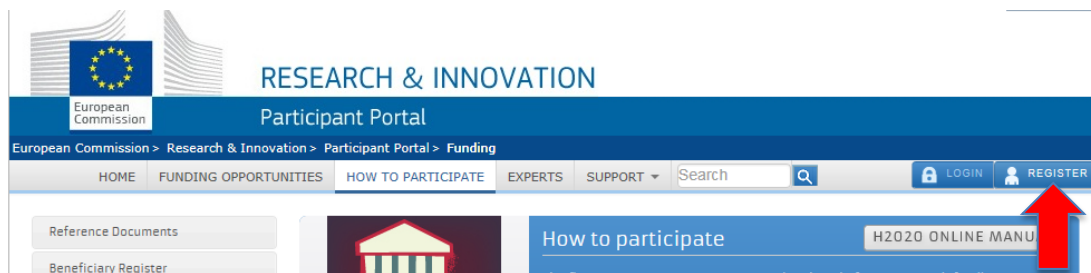 RESEARCH & INNOVATION
European
Commission
Participant Portal
European Commission > Research & Innovation > Participant Portal > Funding
HOME FUNDING OPPORTUNITIES HOW TO PARTICIPATE EXPERTS SUPPORT Search LOGIN REGISTER
Reference Documents
How to participate H2020 ONLINE
Beneficiary Register